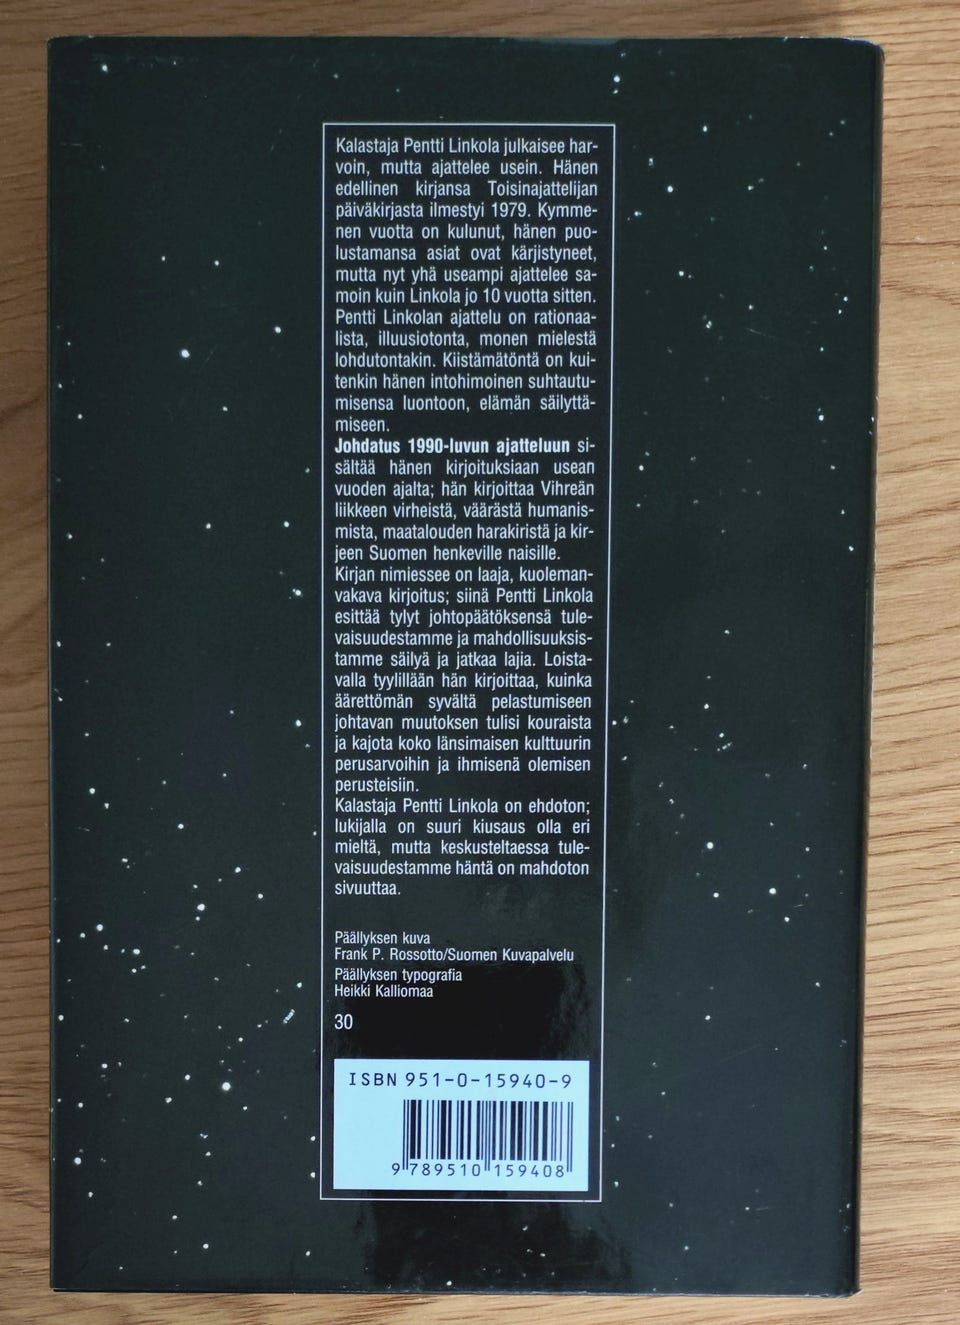 Kalastaja Pentti Linkola julkaisee har-
voin, mutta ajattelee usein. Hänen
edellinen kirjansa Toisinajattelijan
päiväkirjasta ilmestyi 1979. Kymme-
nen vuotta on kulunut, hänen puo-
lustamansa asiat ovat kärjistyneet,
mutta nyt yhä useampi ajattelee sa-
moin kuin Linkola jo 10 vuotta sitten.
Pentti Linkolan ajattelu on rationaa-
lista, illuusiotonta, monen mielestä
lohdutontakin. Kiistämätöntä on kui-
tenkin hänen intohimoinen suhtautu-
misensa luontoon, elämän säilyttä-
miseen.
Johdatus 1990-luvun ajatteluun si-
sältää hänen kirjoituksiaan usean
vuoden ajalta; hän kirjoittaa Vihreän
liikkeen virheistä, väärästä humanis-
mista, maatalouden harakiristä ja kir-
jeen Suomen henkeville naisille.
Kirjan nimiessee on laaja, kuoleman-
vakava kirjoitus; siinä Pentti Linkola
esittää tylyt johtopäätöksensä tule-
vaisuudestamme ja mahdollisuuksis-
tamme säilyä ja jatkaa lajia. Loista-
valla tyylillään hän kirjoittaa, kuinka
äärettömän syvältä pelastumiseen
johtavan muutoksen tulisi kouraista
ja kajota koko länsimaisen kulttuurin
perusarvoihin ja ihmisenä olemisen
perusteisiin.
Kalastaja Pentti Linkola on ehdoton;
lukijalla on suuri kiusaus olla eri
mieltä, mutta keskusteltaessa tule-
vaisuudestamme häntä on mahdoton
sivuuttaa.
Päällyksen kuva
Frank P. Rossotto/Suomen Kuvapalvelu
Päällyksen typografia
Heikki Kalliomaa
30
ISBN 951-0-15940-9
9 789510 159408